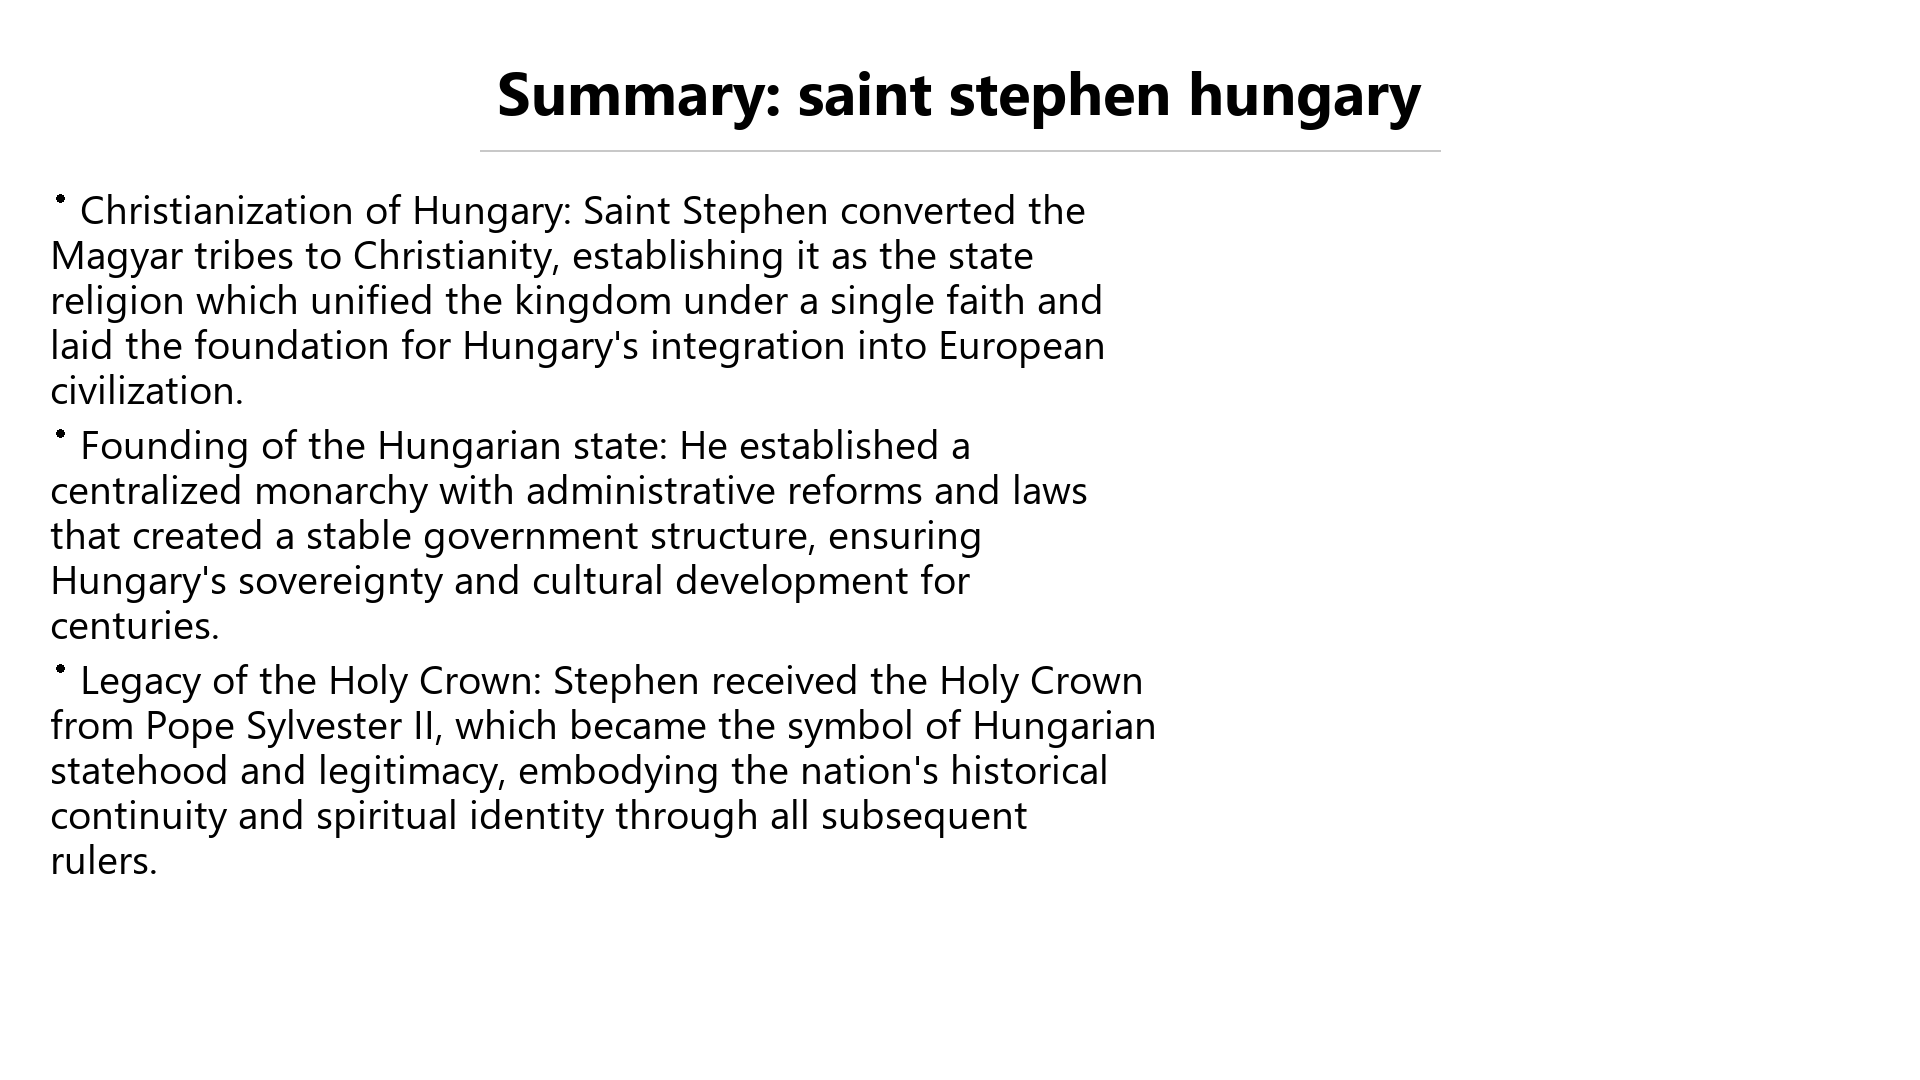 Summary: saint stephen hungary
• Christianization of Hungary: Saint Stephen converted the
Magyar tribes to Christianity, establishing it as the state
religion which unified the kingdom under a single faith and
laid the foundation for Hungary's integration into European
civilization.
• Founding of the Hungarian state: He established a
centralized monarchy with administrative reforms and laws
that created a stable government structure, ensuring
Hungary's sovereignty and cultural development for
centuries.
• Legacy of the Holy Crown: Stephen received the Holy Crown
from Pope Sylvester II, which became the symbol of Hungarian
statehood and legitimacy, embodying the nation's historical
continuity and spiritual identity through all subsequent
rulers.